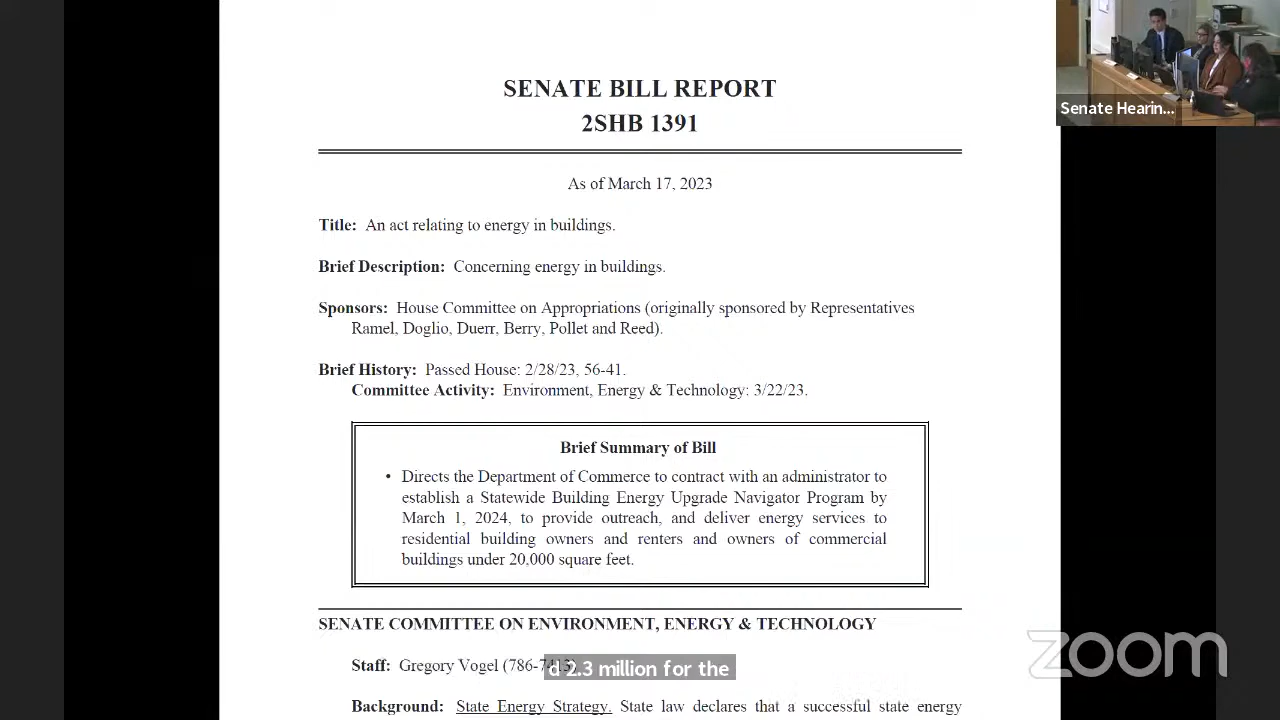 SENATE BILL REPORT
2SHB 1391
As of March 17, 2023
Title: An act relating to energy in buildings.
Brief Description: Concerning energy in buildings.
Sponsors: House Committee on Appropriations (originally sponsored by Representatives
Ramel, Doglio, Duerr, Berry, Pollet and Reed).
Brief History: Passed House: 2/28/23, 56-41.
Committee Activity: Environment, Energy & Technology: 3/22/23.
Brief Summary of Bill
• Directs the Department of Commerce to contract with an administrator to
establish a Statewide Building Energy Upgrade Navigator Program by
March 1, 2024, to provide outreach, and deliver energy services to
residential building owners and renters and owners of commercial
buildings under 20,000 square feet.
SENATE COMMITTEE ON ENVIRONMENT, ENERGY & TECHNOLOGY
Staff: Gregory Vogel (786-7413)
d 2.3 million for the
Background: State Energy Strategy. State law declares that a successful state energy
Senate Hearin...
zoom